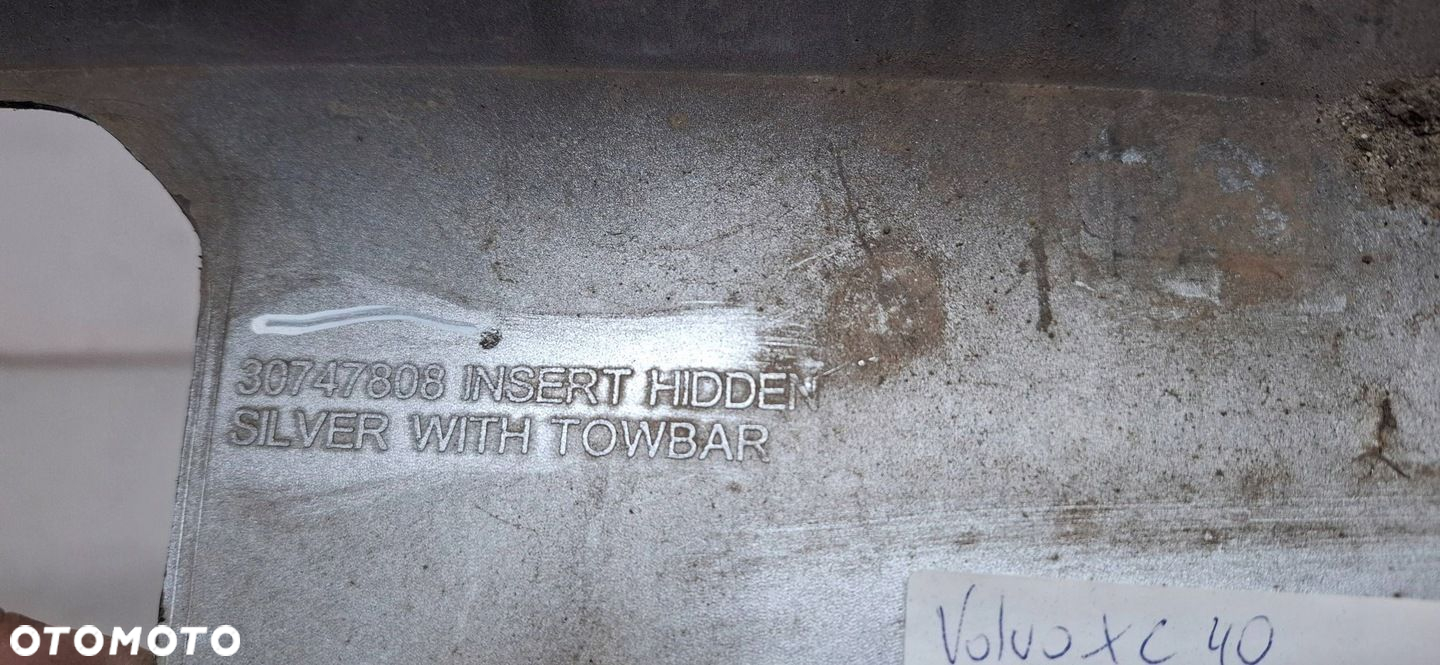 30747808 INSERT HIDDEN
SILVER WITH TOWBAR
Volvo XC 40
OTOMOTO